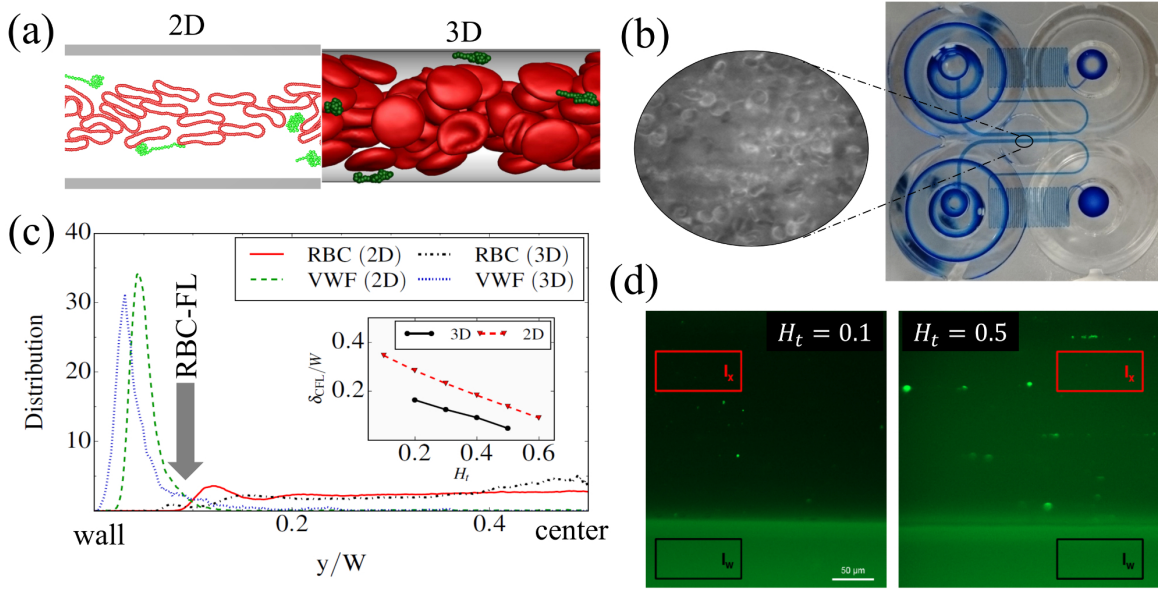 (a)
2D
3D
(b)
(c)
40
30
20
10
Distribution
RBC-FL
RBC (2D)
RBC (3D)
VWF (2D)
VWF (3D)
3D
2D
0.4
0.2
δCFL/W
0.2
0.4
0.6
Ht
wall
0.2
0.4
center
y/W
(d)
Ht = 0.1
Ht = 0.5
Ix
Ix
Iw
Iw
50 μm